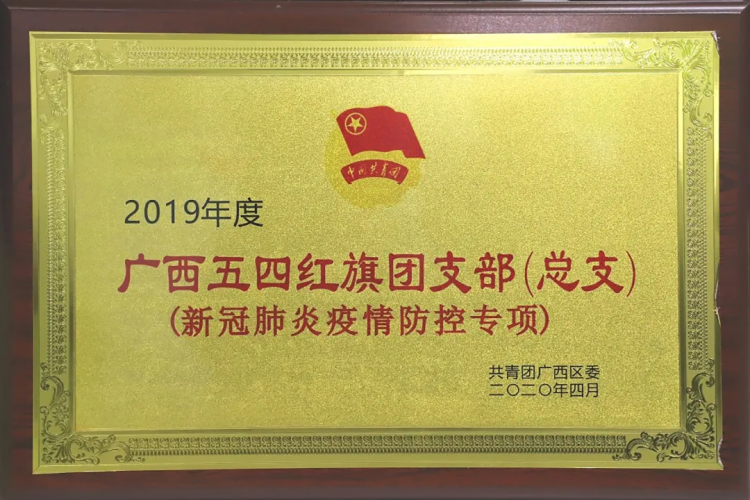 中国共青团
2019年度
广西五四红旗团支部(总支)
(新冠肺炎疫情防控专项)
共青团广西区委
二〇二〇年四月